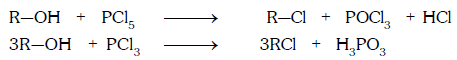 R—OH + PCl₅ ⟶ R—Cl + POCl₃ + HCl
3R—OH + PCl₃ ⟶ 3RCl + H₃PO₃